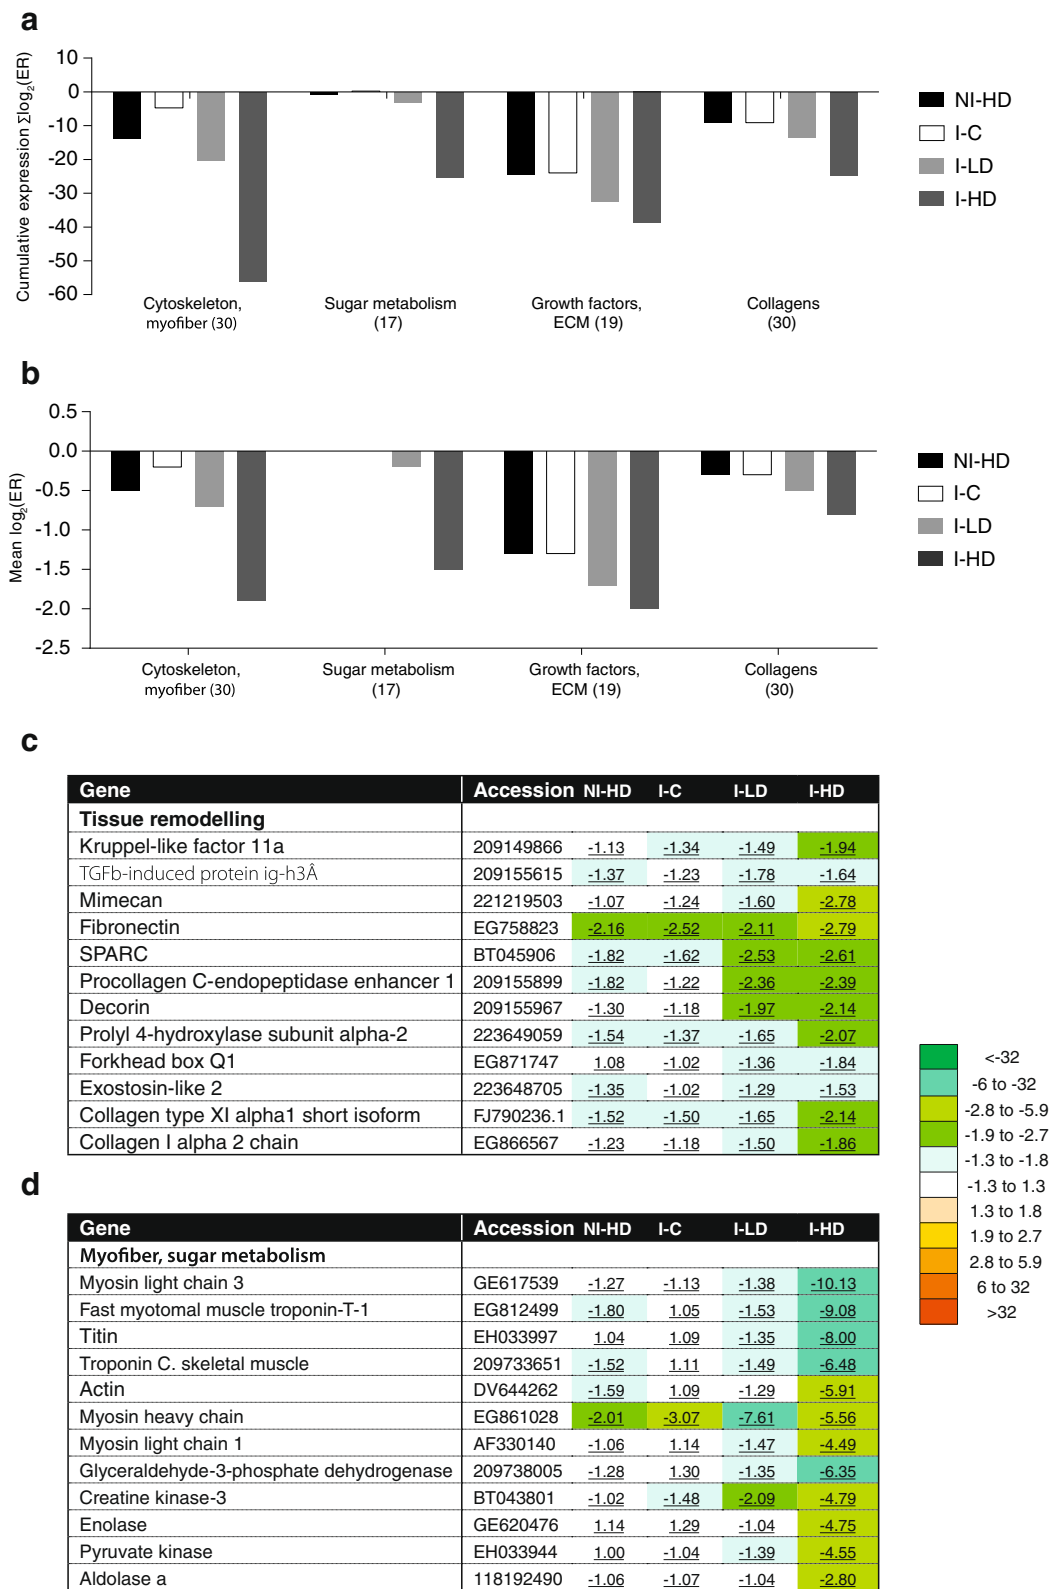 a
Cumulative expression Σlog2(ER)
10
0
-10
-20
-30
-40
-50
-60
Cytoskeleton,
myofiber (30)
Sugar metabolism
(17)
Growth factors,
ECM (19)
Collagens
(30)
NI-HD
I-C
I-LD
I-HD
b
Mean log2(ER)
0.5
0.0
-0.5
-1.0
-1.5
-2.0
-2.5
Cytoskeleton,
myofiber (30)
Sugar metabolism
(17)
Growth factors,
ECM (19)
Collagens
(30)
NI-HD
I-C
I-LD
I-HD
c
Gene Accession NI-HD I-C I-LD I-HD
Tissue remodelling
Kruppel-like factor 11a 209149866 -1.13 -1.34 -1.49 -1.94
TGFb-induced protein ig-h3Å 209155615 -1.37 -1.23 -1.78 -1.64
Mimecan 221219503 -1.07 -1.24 -1.60 -2.78
Fibronectin EG758823 -2.16 -2.52 -2.11 -2.79
SPARC BT045906 -1.82 -1.62 -2.53 -2.61
Procollagen C-endopeptidase enhancer 1 209155899 -1.82 -1.22 -2.36 -2.39
Decorin 209155967 -1.30 -1.18 -1.97 -2.14
Prolyl 4-hydroxylase subunit alpha-2 223649059 -1.54 -1.37 -1.65 -2.07
Forkhead box Q1 EG871747 1.08 -1.02 -1.36 -1.84
Exostosin-like 2 223648705 -1.35 -1.02 -1.29 -1.53
Collagen type XI alpha1 short isoform FJ790236.1 -1.52 -1.50 -1.65 -2.14
Collagen I alpha 2 chain EG866567 -1.23 -1.18 -1.50 -1.86
<-32
-6 to -32
-2.8 to -5.9
-1.9 to -2.7
-1.3 to -1.8
-1.3 to 1.3
1.3 to 1.8
1.9 to 2.7
2.8 to 5.9
6 to 32
>32
d
Gene Accession NI-HD I-C I-LD I-HD
Myofiber, sugar metabolism
Myosin light chain 3 GE617539 -1.27 -1.13 -1.38 -10.13
Fast myotomal muscle troponin-T-1 EG812499 -1.80 1.05 -1.53 -9.08
Titin EH033997 1.04 1.09 -1.35 -8.00
Troponin C. skeletal muscle 209733651 -1.52 1.11 -1.49 -6.48
Actin DV644262 -1.59 1.09 -1.29 -5.91
Myosin heavy chain EG861028 -2.01 -3.07 -7.61 -5.56
Myosin light chain 1 AF330140 -1.06 1.14 -1.47 -4.49
Glyceraldehyde-3-phosphate dehydrogenase 209738005 -1.28 1.30 -1.35 -6.35
Creatine kinase-3 BT043801 -1.02 -1.48 -2.09 -4.79
Enolase GE620476 1.14 1.29 -1.04 -4.75
Pyruvate kinase EH033944 1.00 -1.04 -1.39 -4.55
Aldolase a 118192490 -1.06 -1.07 -1.04 -2.80